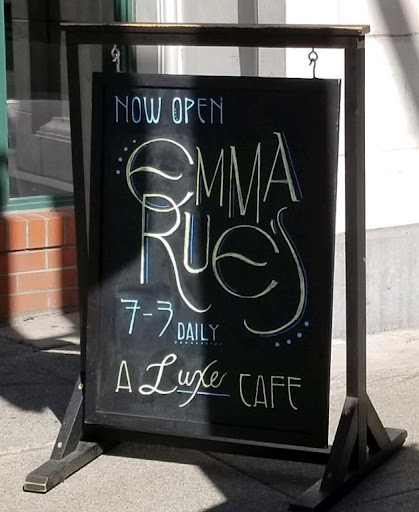 NOW OPEN
EMMA
RUE'S
7-3 DAILY
A Luxe CAFE